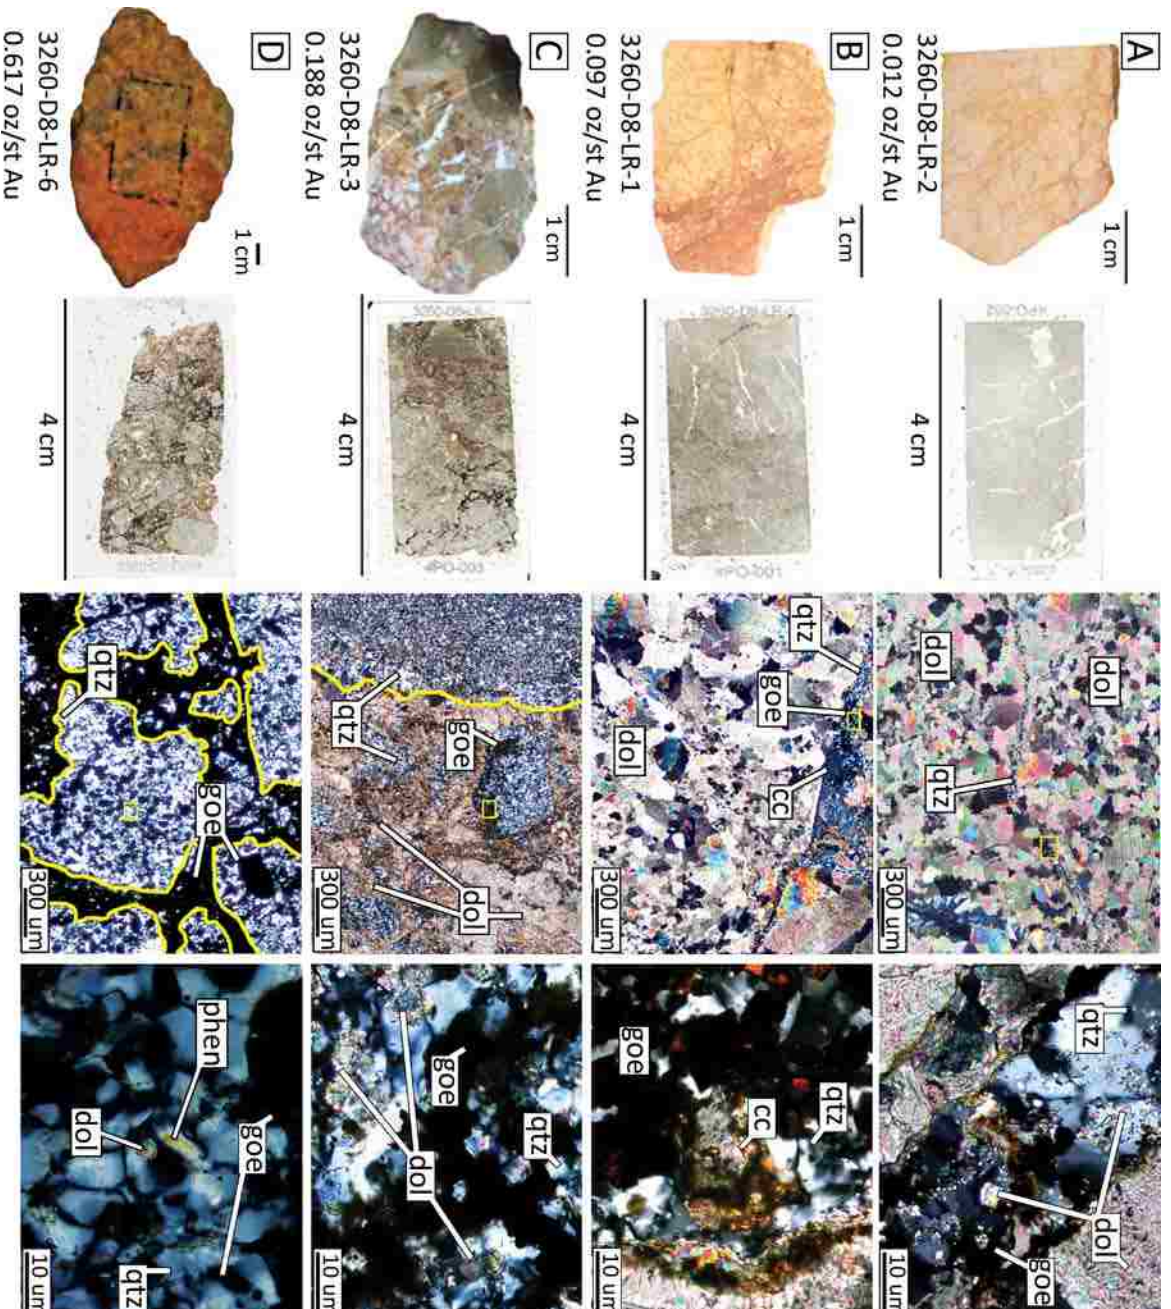 A
3260-D8-LR-2
0.012 oz/st Au
1 cm
4 cm
dol
dol
qtz
300 um
qtz
dol
goe
10 um
B
3260-D8-LR-1
0.097 oz/st Au
1 cm
4 cm
qtz
goe
cc
dol
300 um
goe
qtz
cc
10 um
C
3260-D8-LR-3
0.188 oz/st Au
1 cm
4 cm
qtz
goe
dol
300 um
goe
qtz
dol
10 um
D
3260-D8-LR-6
0.617 oz/st Au
1 cm
4 cm
qtz
goe
300 um
phen
dol
goe
qtz
10 um